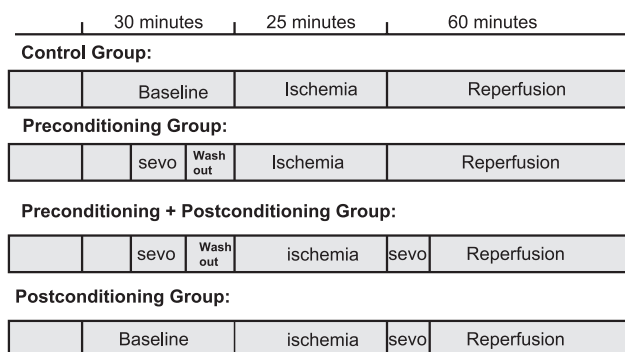 30 minutes 25 minutes 60 minutes
Control Group:
Baseline Ischemia Reperfusion
Preconditioning Group:
sevo Wash out Ischemia Reperfusion
Preconditioning + Postconditioning Group:
sevo Wash out ischemia sevo Reperfusion
Postconditioning Group:
Baseline ischemia sevo Reperfusion